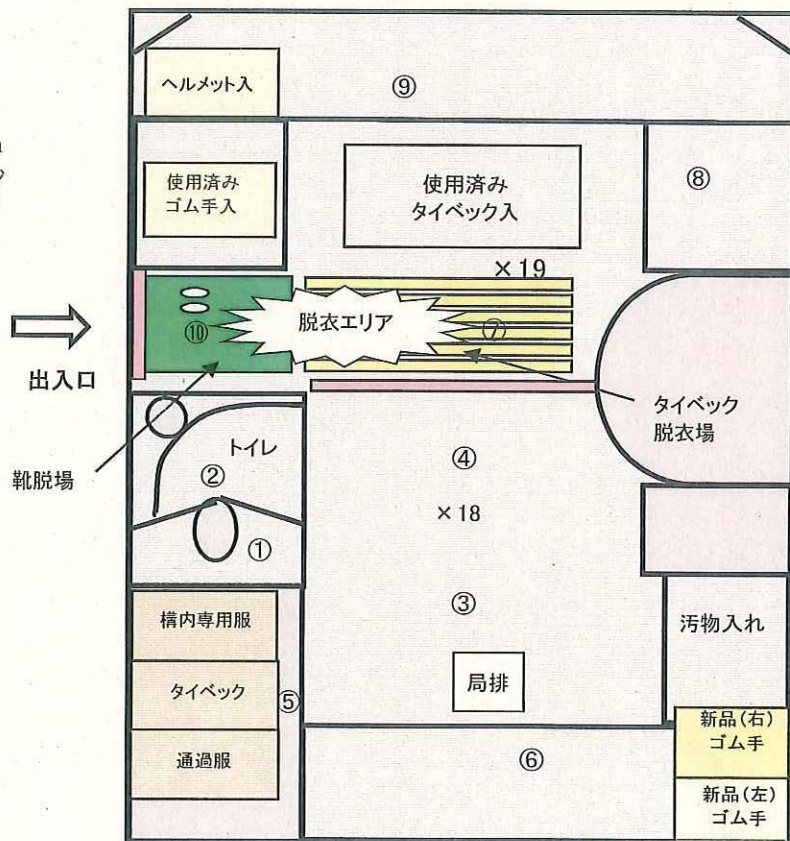 ヘルメット入
⑨
使用済み
ゴム手入
使用済み
タイベック入
⑧
×19
⑩
脱衣エリア
⑦
出入口
タイベック
脱衣場
トイレ
④
靴脱場
②
×18
①
③
構内専用服
汚物入れ
局排
タイベック
⑤
新品(右)
ゴム手
通過服
⑥
新品(左)
ゴム手